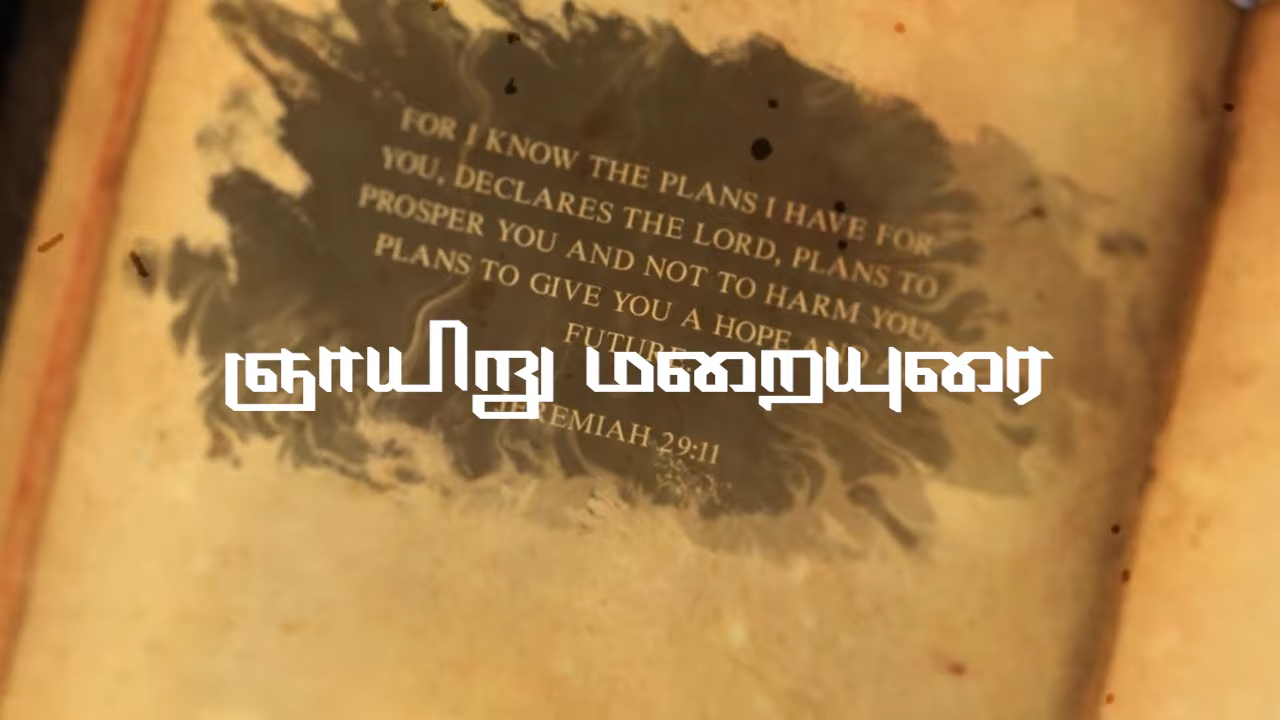 FOR I KNOW THE PLANS I HAVE FOR
YOU, DECLARES THE LORD, PLANS TO
PROSPER YOU AND NOT TO HARM YOU,
PLANS TO GIVE YOU A HOPE AND
FUTURE.
ஞாயிறு மறையுரை
JEREMIAH 29:11